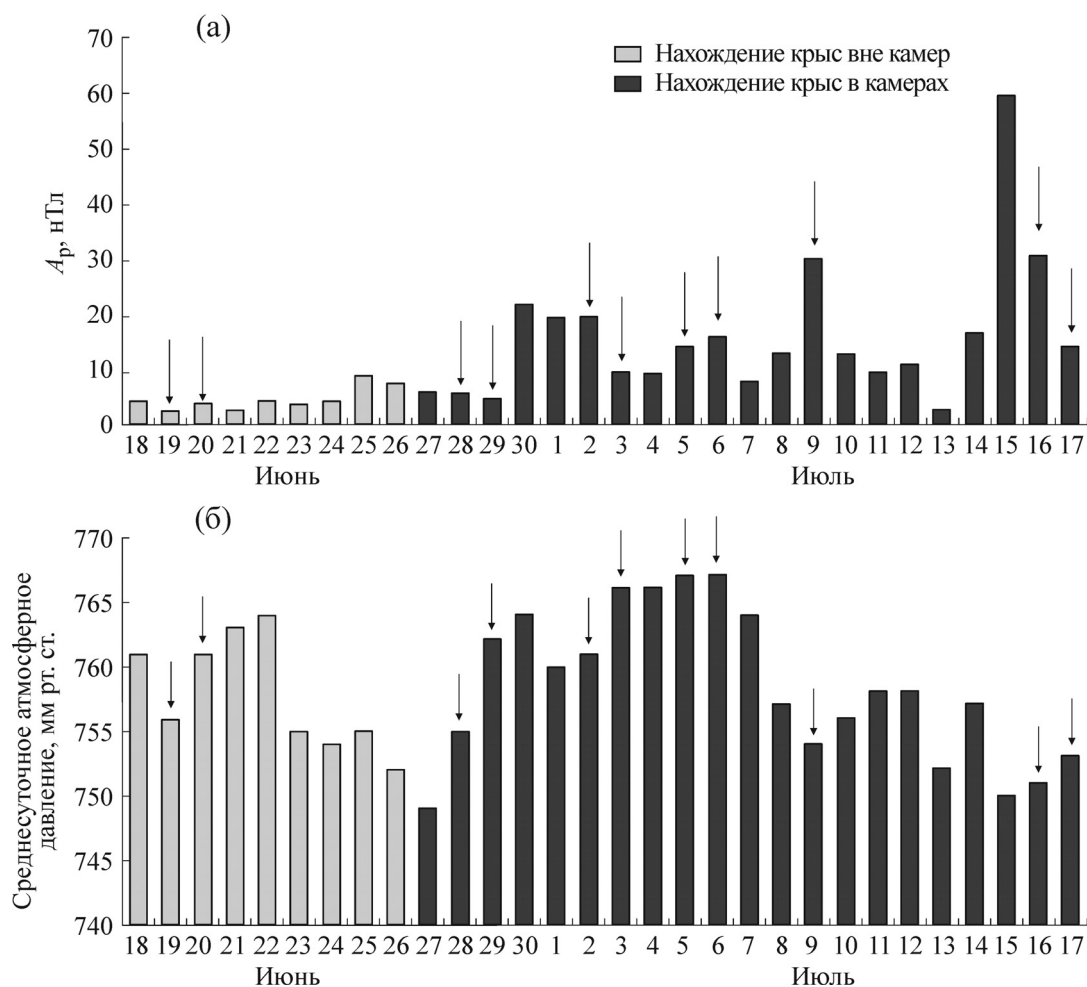 (а)
70
60
50
40
30
20
10
0
Aр, нТл
Нахождение крыс вне камер
Нахождение крыс в камерах
18 19 20 21 22 23 24 25 26 27 28 29 30 1 2 3 4 5 6 7 8 9 10 11 12 13 14 15 16 17
Июнь Июль
(б)
770
765
760
755
750
745
740
Среднесуточное атмосферное
давление, мм рт. ст.
18 19 20 21 22 23 24 25 26 27 28 29 30 1 2 3 4 5 6 7 8 9 10 11 12 13 14 15 16 17
Июнь Июль